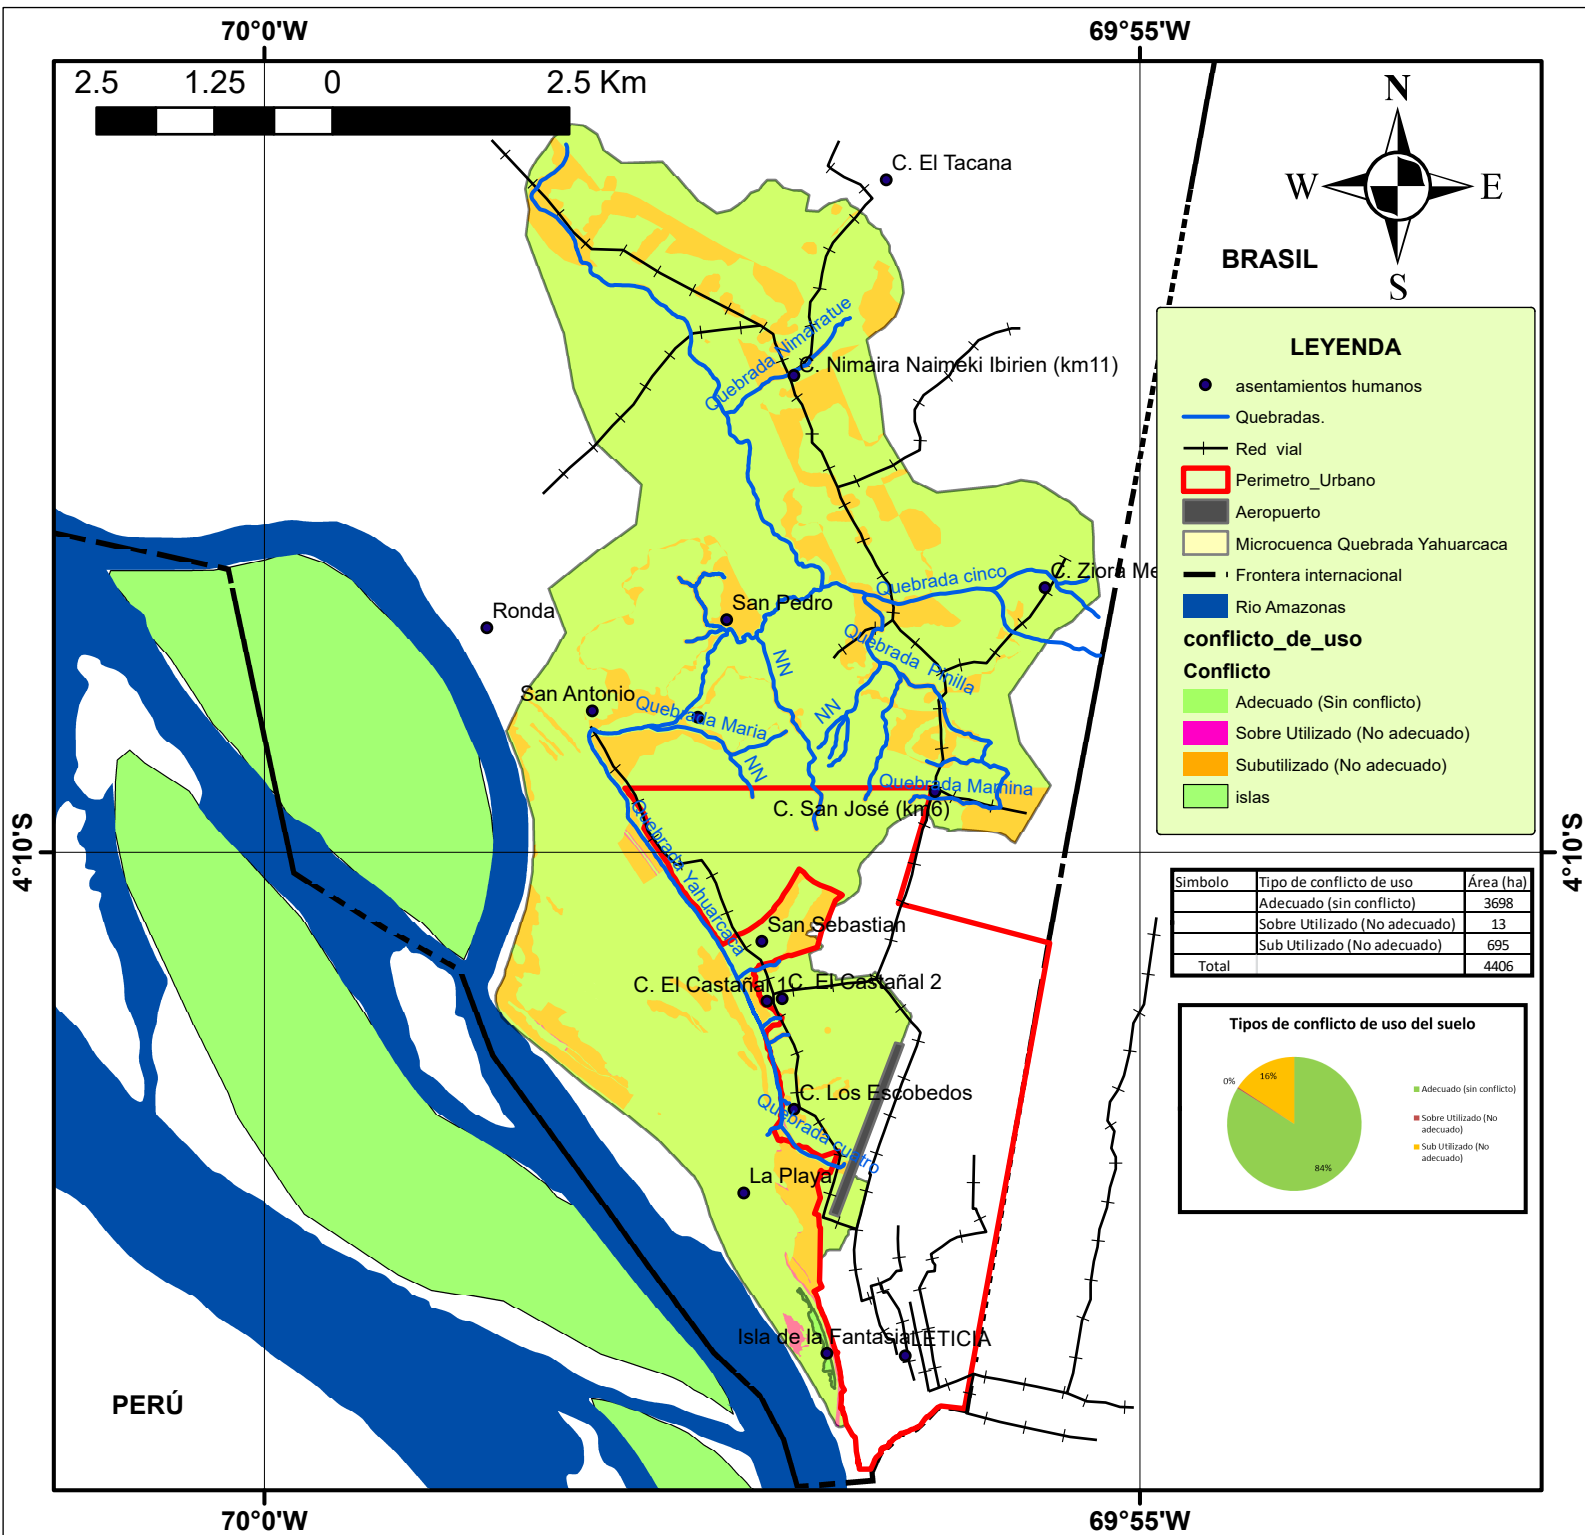 70°0'W
69°55'W
2.5 1.25 0 2.5 Km
N
W E
S
C. El Tacana
BRASIL
Quebrada Nimairatue
C. Nimaira Naimeki Ibirien (km11)
LEYENDA
asentamientos humanos
Quebradas.
Red vial
Perimetro_Urbano
Aeropuerto
Microcuenca Quebrada Yahuarcaca
Frontera internacional
Rio Amazonas
conflicto_de_uso
Conflicto
Adecuado (Sin conflicto)
Sobre Utilizado (No adecuado)
Subutilizado (No adecuado)
islas
Quebrada cinco
C. Ziora Me
Ronda
San Pedro
Quebrada Pinilla
NN
San Antonio
Quebrada Maria
NN
NN
Quebrada Mamina
C. San José (km6)
Quebrada Yahuarcaca
4°10'S
4°10'S
San Sebastian
C. El Castañal 1
C. El Castañal 2
C. Los Escobedos
Quebrada cuatro
La Playa
Isla de la Fantasia
LETICIA
PERÚ
Simbolo Tipo de conflicto de uso Área (ha)
Adecuado (sin conflicto) 3698
Sobre Utilizado (No adecuado) 13
Sub Utilizado (No adecuado) 695
Total 4406
Tipos de conflicto de uso del suelo
0%
16%
84%
Adecuado (sin conflicto)
Sobre Utilizado (No
adecuado)
Sub Utilizado (No
adecuado)
70°0'W
69°55'W